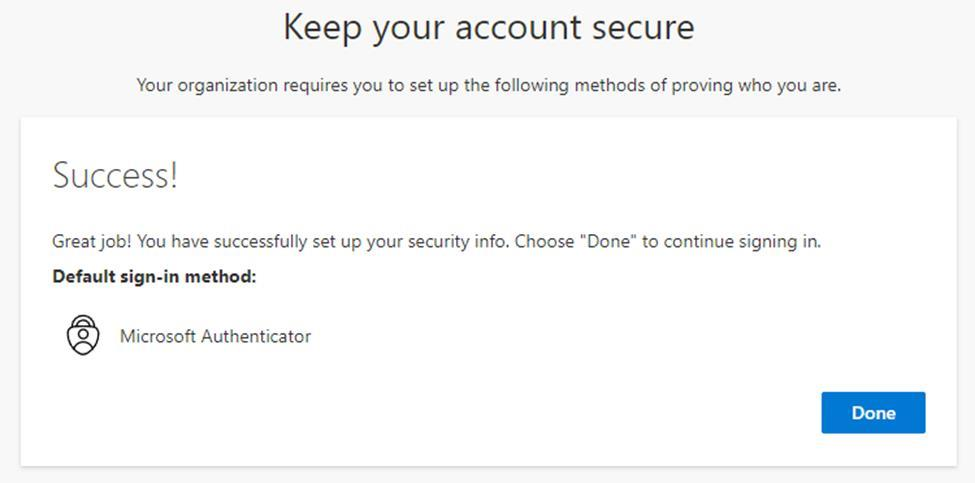 Keep your account secure
Your organization requires you to set up the following methods of proving who you are.
Success!
Great job! You have successfully set up your security info. Choose "Done" to continue signing in.
Default sign-in method:
Microsoft Authenticator
Done